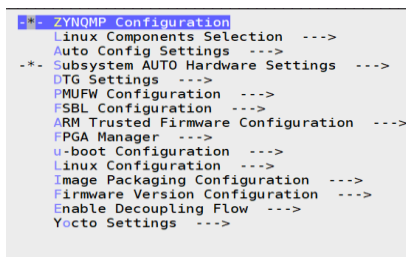 -*- ZYNQMP Configuration
Linux Components Selection --->
Auto Config Settings --->
-*- Subsystem AUTO Hardware Settings --->
DTG Settings --->
PMUFW Configuration --->
FSBL Configuration --->
ARM Trusted Firmware Configuration --->
FPGA Manager --->
u-boot Configuration --->
Linux Configuration --->
Image Packaging Configuration --->
Firmware Version Configuration --->
Enable Decoupling Flow --->
Yocto Settings --->